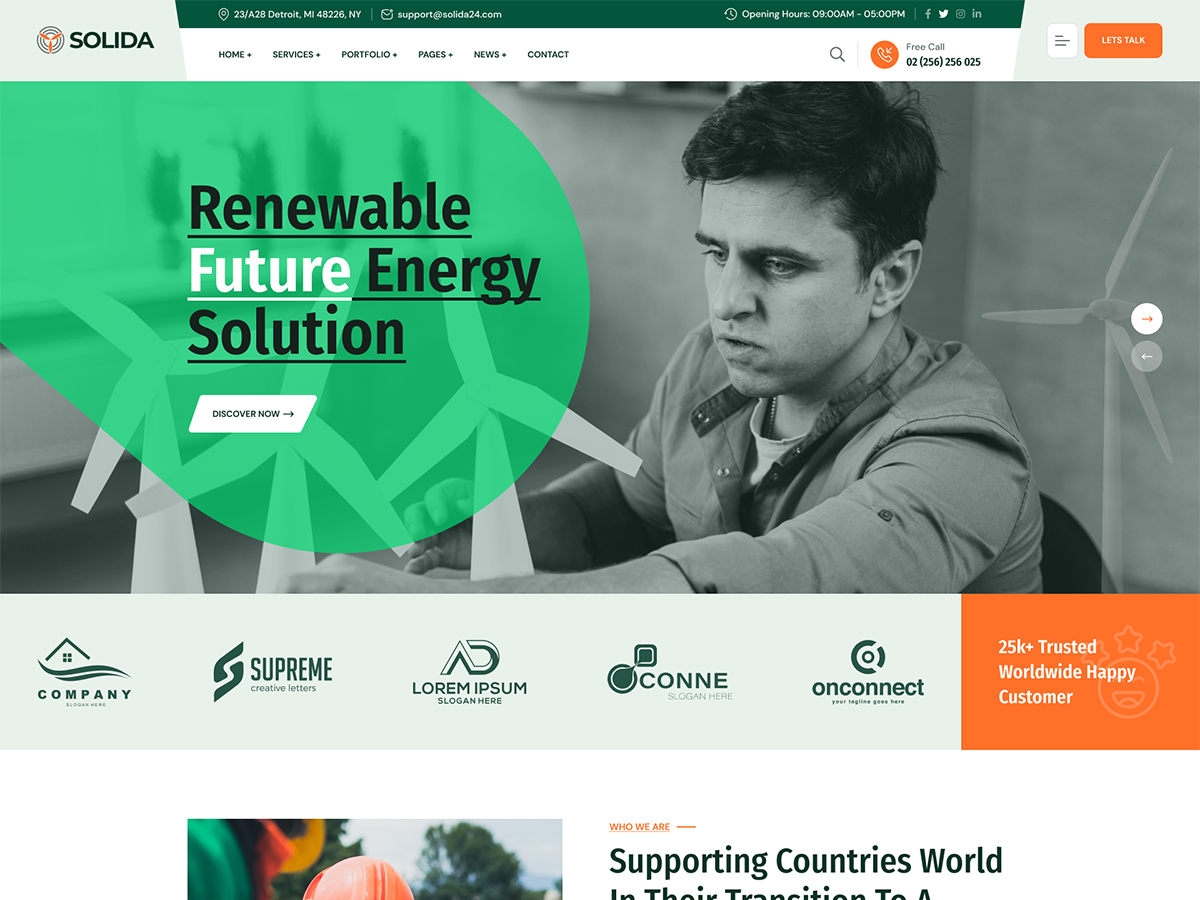 SOLIDA
23/A28 Detroit, MI 48226, NY
support@solida24.com
Opening Hours: 09:00AM - 05:00PM
HOME +
SERVICES +
PORTFOLIO +
PAGES +
NEWS +
CONTACT
Free Call
02 (256) 256 025
LETS TALK
Renewable
Future Energy
Solution
DISCOVER NOW
COMPANY
SLOGAN HERE
SUPREME
creative letters
LOREM IPSUM
SLOGAN HERE
CONNE
SLOGAN HERE
onconnect
your tagline goes here
25k+ Trusted
Worldwide Happy
Customer
WHO WE ARE
Supporting Countries World
In Their Transition To A